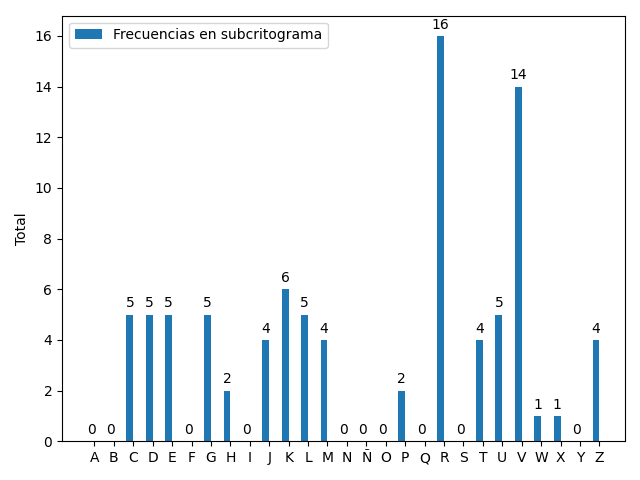 Frecuencias en subcritograma
Total
16
14
12
10
8
6
4
2
0
0 0 5 5 5 0 5 2 0 4 6 5 4 0 0 0 2 0 16 0 4 5 14 1 1 0 4
A B C D E F G H I J K L M N Ñ O P Q R S T U V W X Y Z